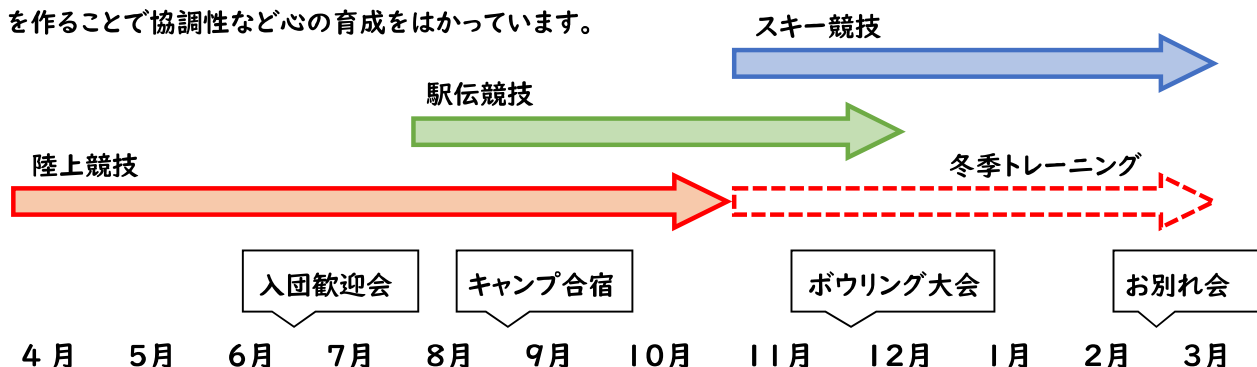 を作ることで協調性など心の育成をはかっています。
スキー競技
駅伝競技
陸上競技
冬季トレーニング
入団歓迎会 キャンプ合宿 ボウリング大会 お別れ会
4月 5月 6月 7月 8月 9月 10月 11月 12月 1月 2月 3月